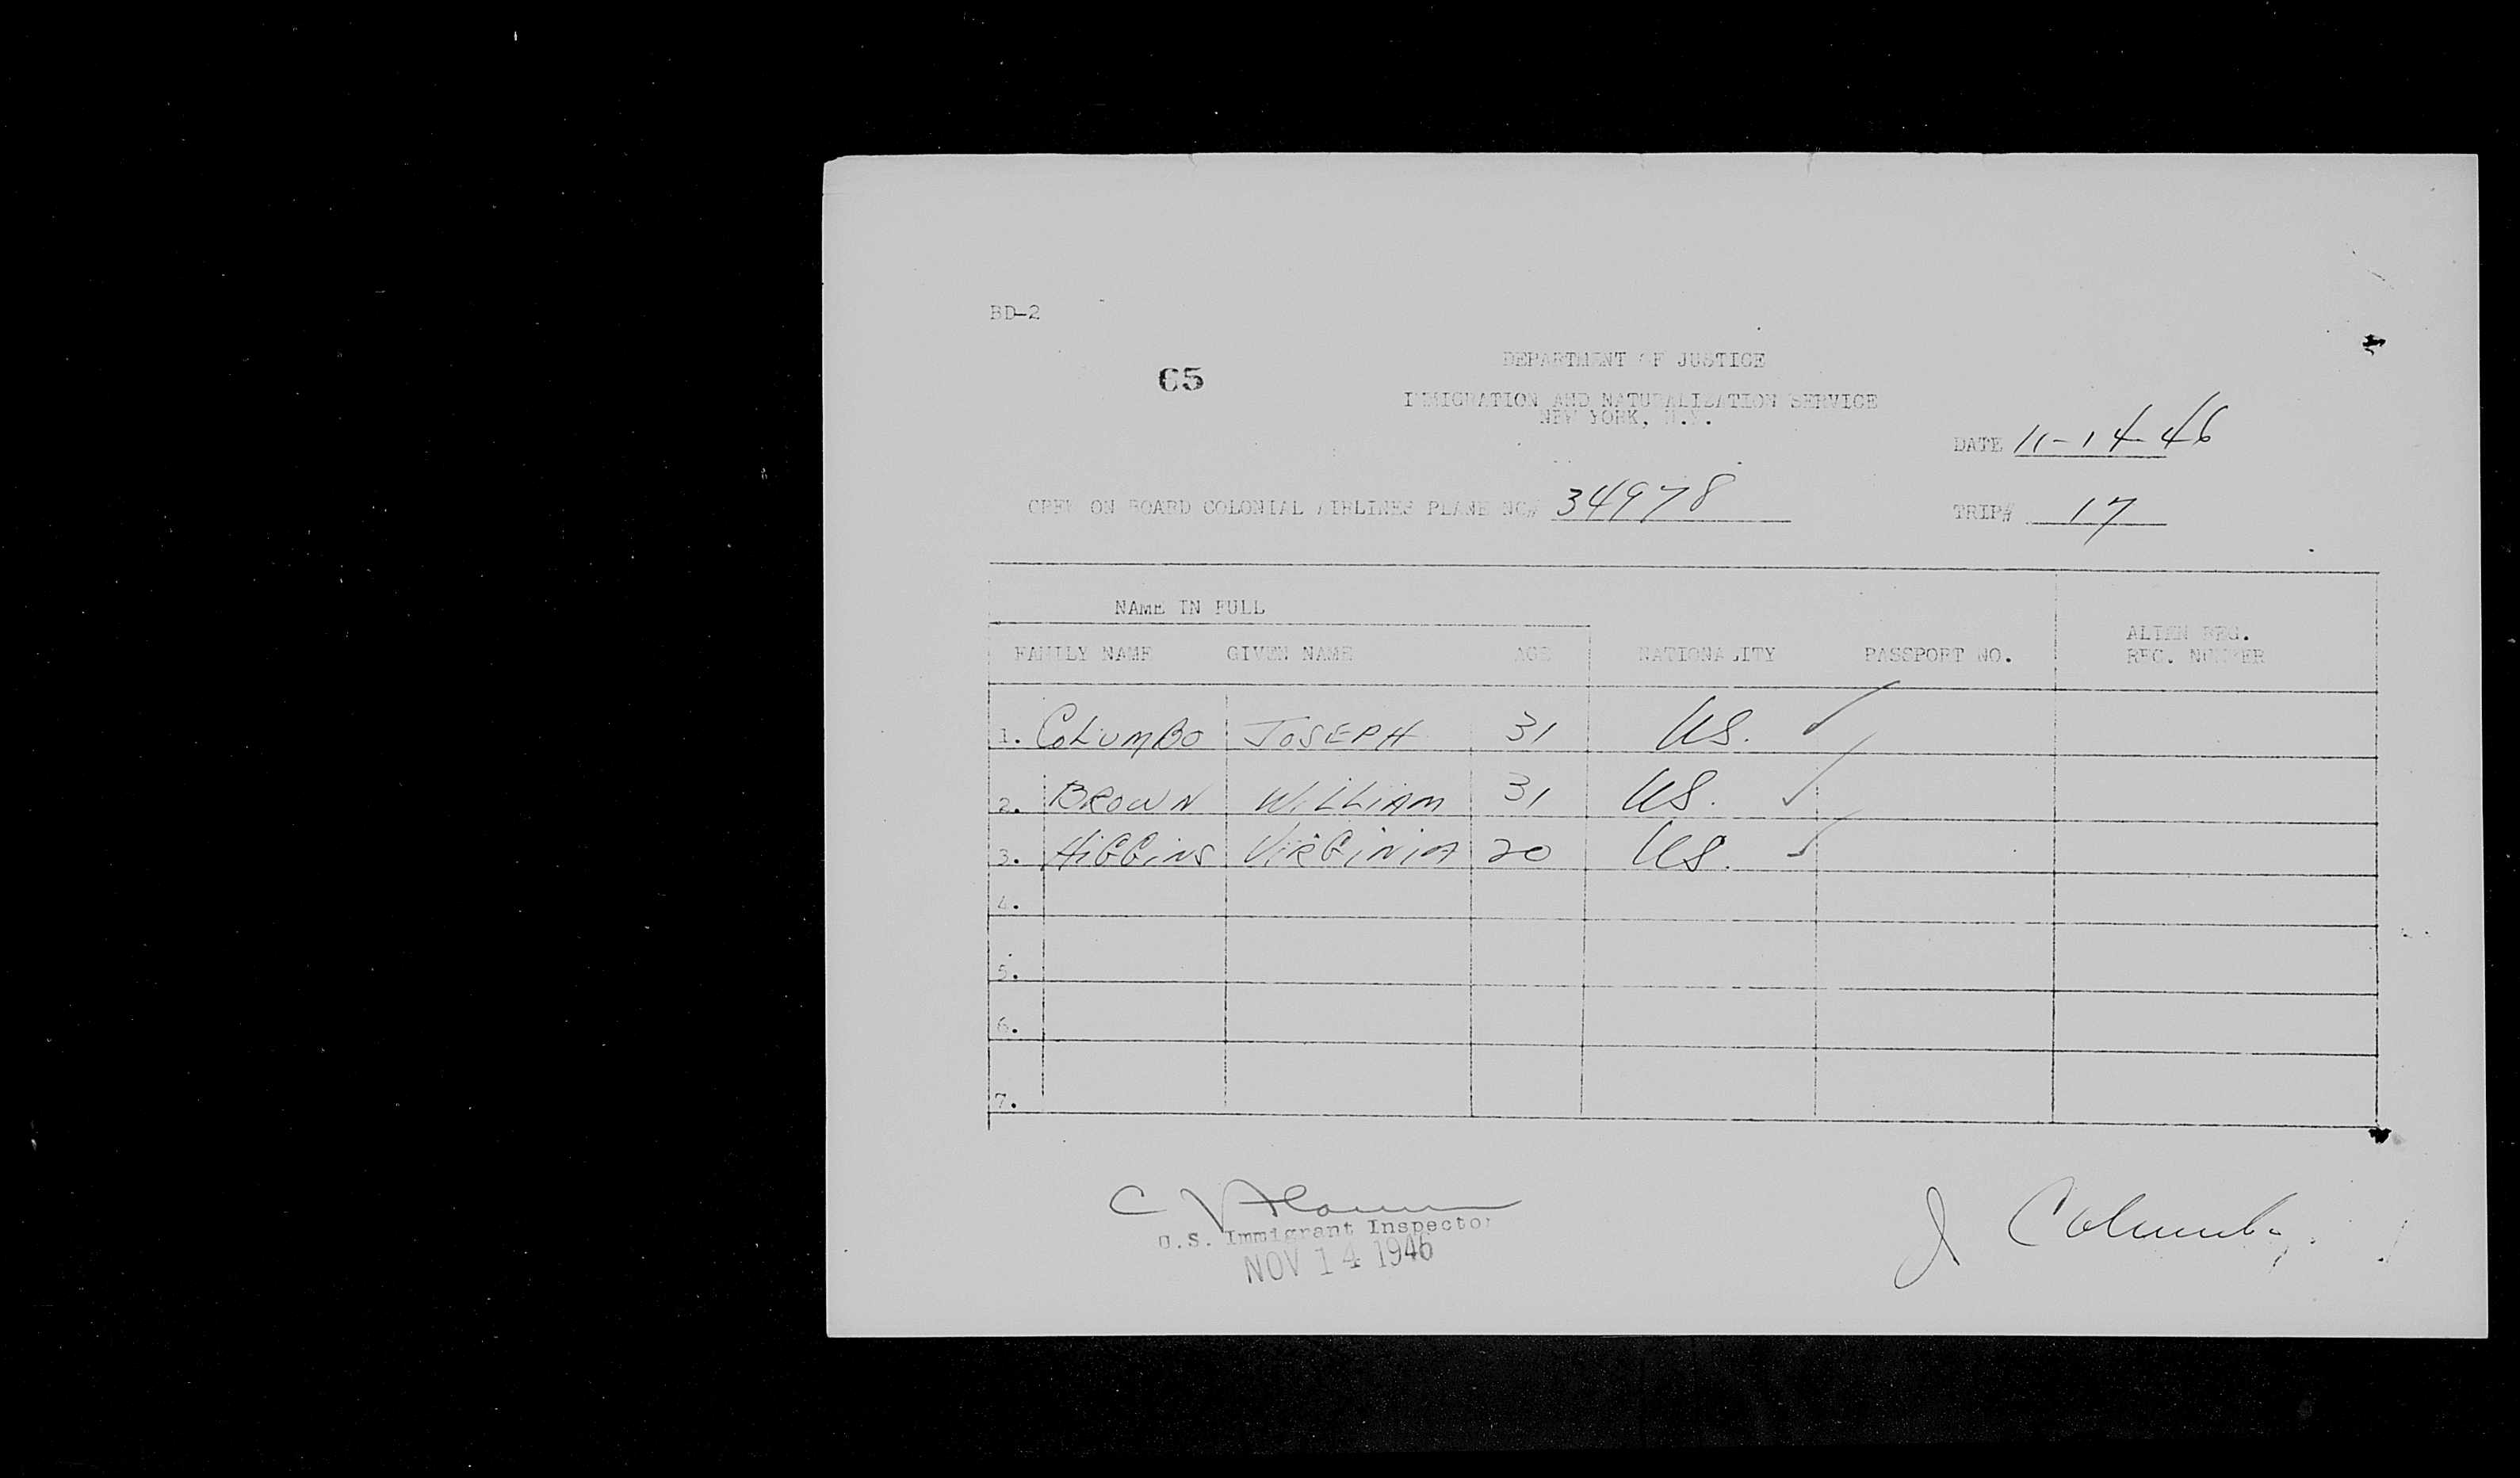 BD-2
65
DEPARTMENT OF JUSTICE
IMMIGRATION AND NATURALIZATION SERVICE
NEW YORK, N.Y.
DATE 11-14-46
CREW ON BOARD COLONIAL AIRLINES PLANE NO# 34978 TRIP# 17
NAME IN FULL
FAMILY NAME GIVEN NAME AGE NATIONALITY PASSPORT NO. ALIEN REG. REC. NUMBER
1. COLUMBO JOSEPH 31 US. ✓
2. BROWN WILLIAM 31 US. ✓
3. HIGGINS VIRGINIA 20 US. ✓
4.
5.
6.
7.
C
U.S. Immigrant Inspector
NOV 14 1946
J Columbo